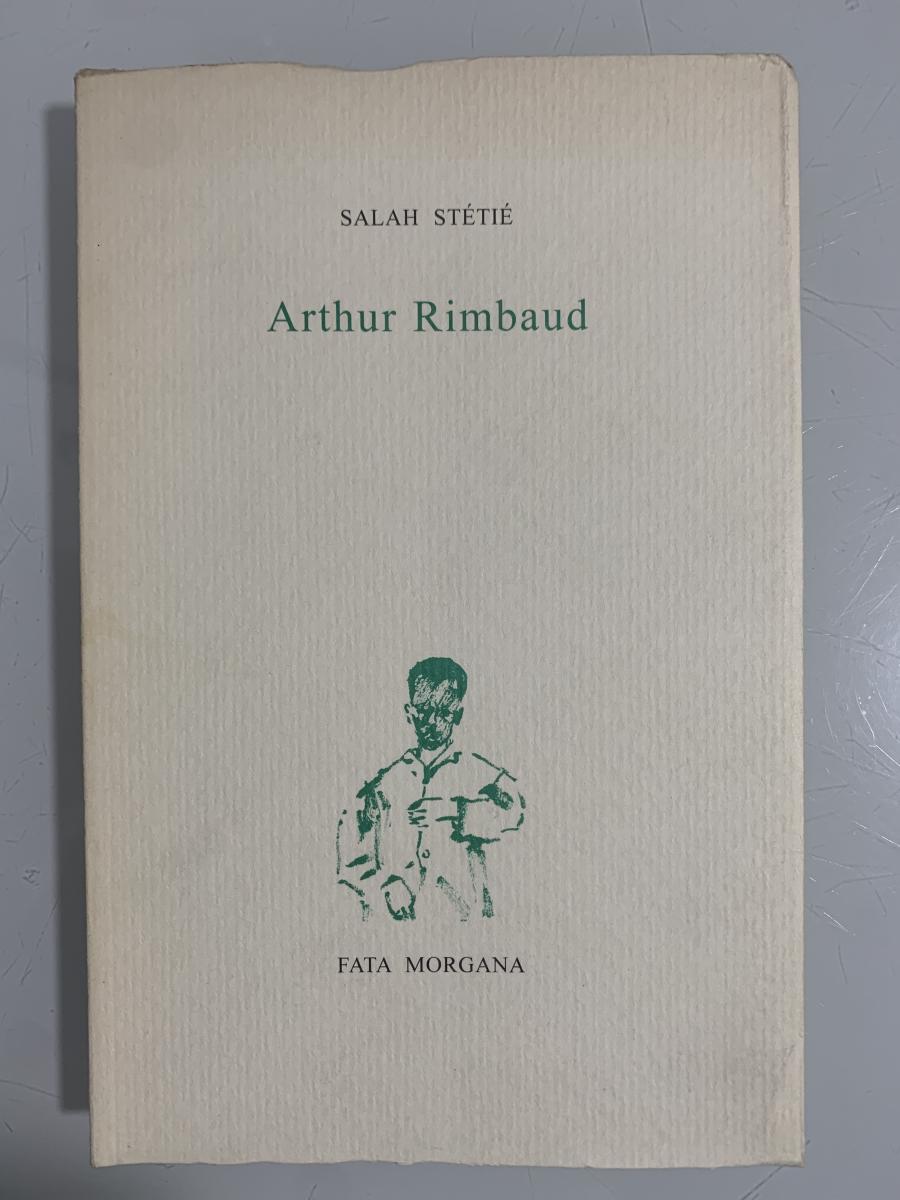 SALAH STÉTIÉ
Arthur Rimbaud
FATA MORGANA